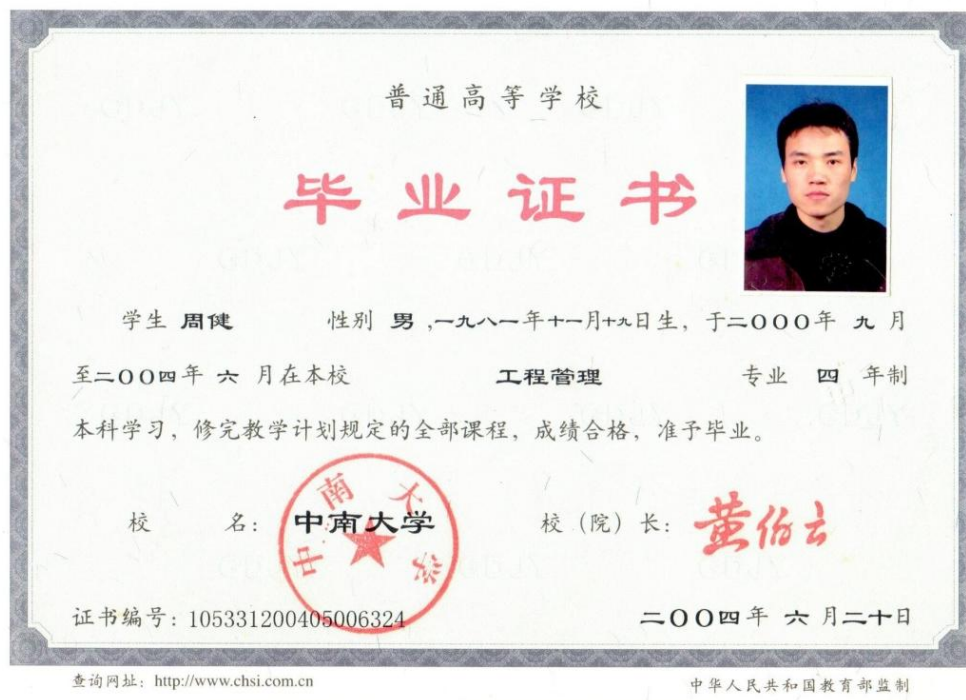 普通高等学校
毕业证书
学生 周健 性别 男,一九八一年十一月十九日生,于二〇〇〇年 九 月
至二〇〇四年 六 月在本校 工程管理 专业 四 年制
本科学习,修完教学计划规定的全部课程,成绩合格,准予毕业。
校 名: 中南大学 校(院)长: 黄伯云
中南大学
证书编号:105331200405006324 二〇〇四年 六 月二十日
查询网址:http://www.chsi.com.cn 中华人民共和国教育部监制